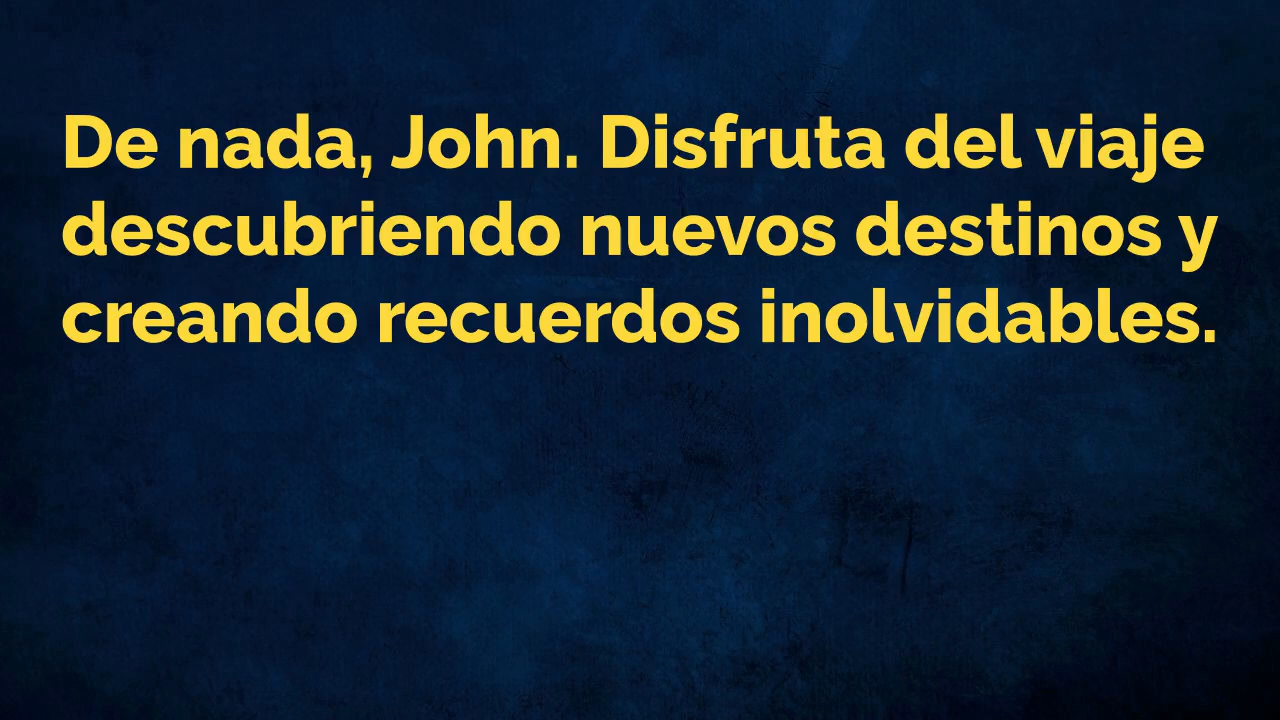 De nada, John. Disfruta del viaje
descubriendo nuevos destinos y
creando recuerdos inolvidables.